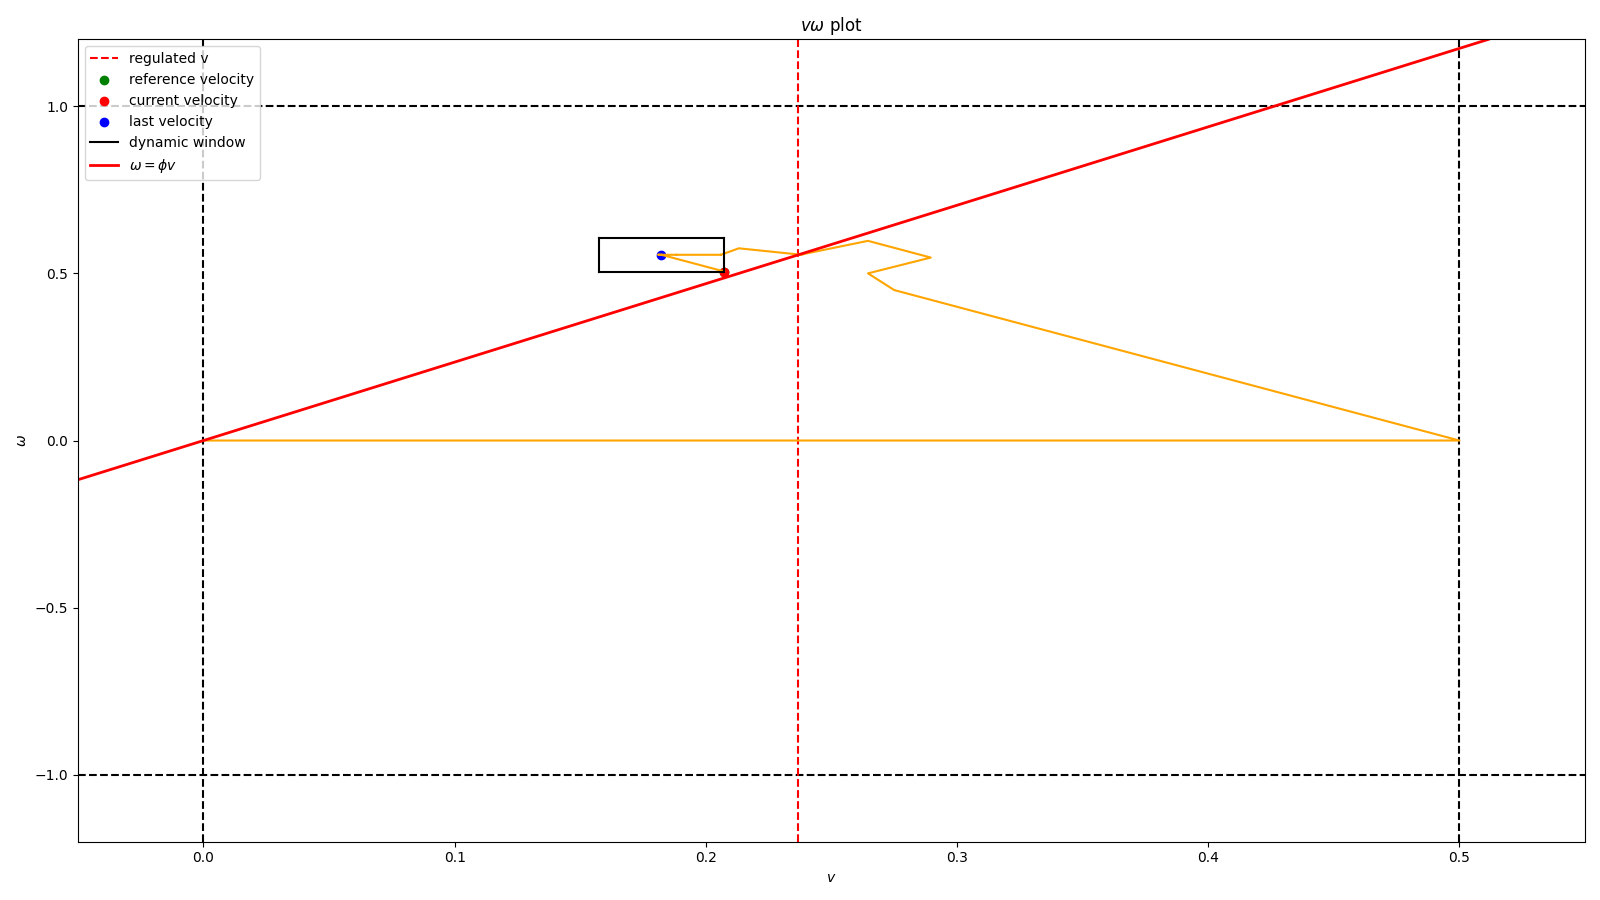 vω plot
regulated v
reference velocity
current velocity
last velocity
dynamic window
ω = ϕv
1.0
0.5
0.0
−0.5
−1.0
ω
0.0 0.1 0.2 0.3 0.4 0.5
v